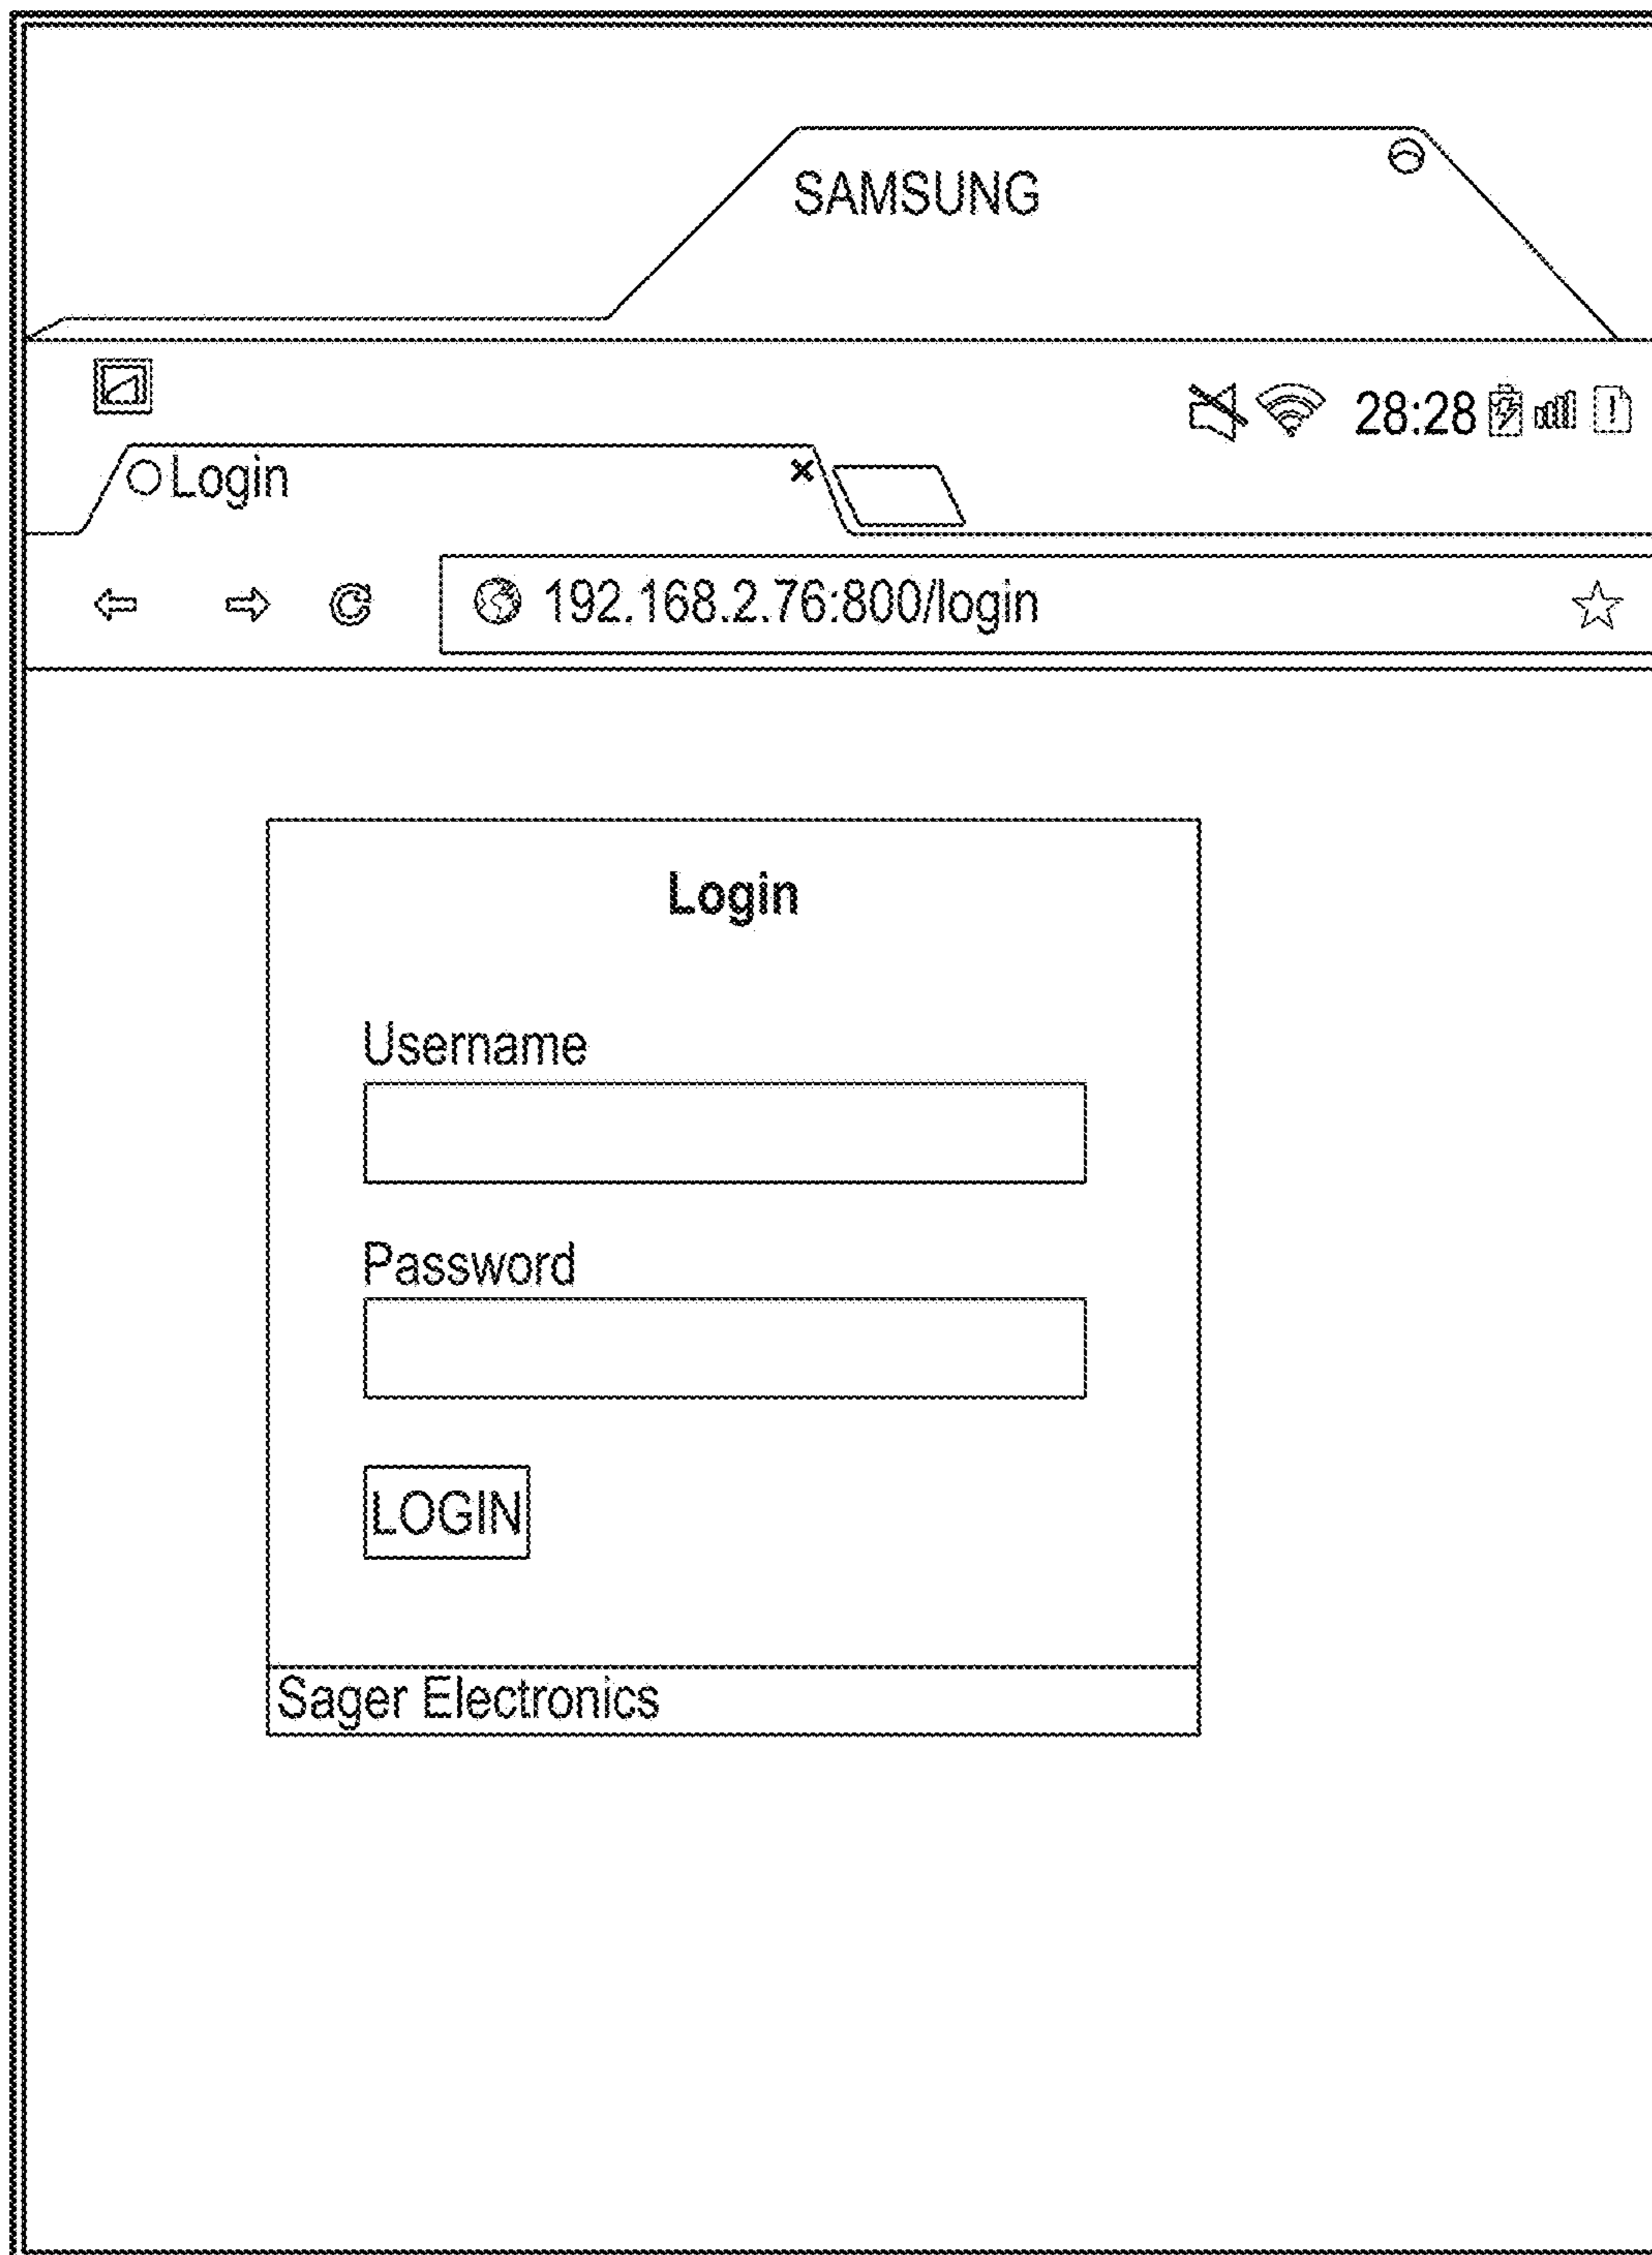 SAMSUNG
28:28
Login
192.168.2.76:800/login
Login
Username
Password
LOGIN
Sager Electronics